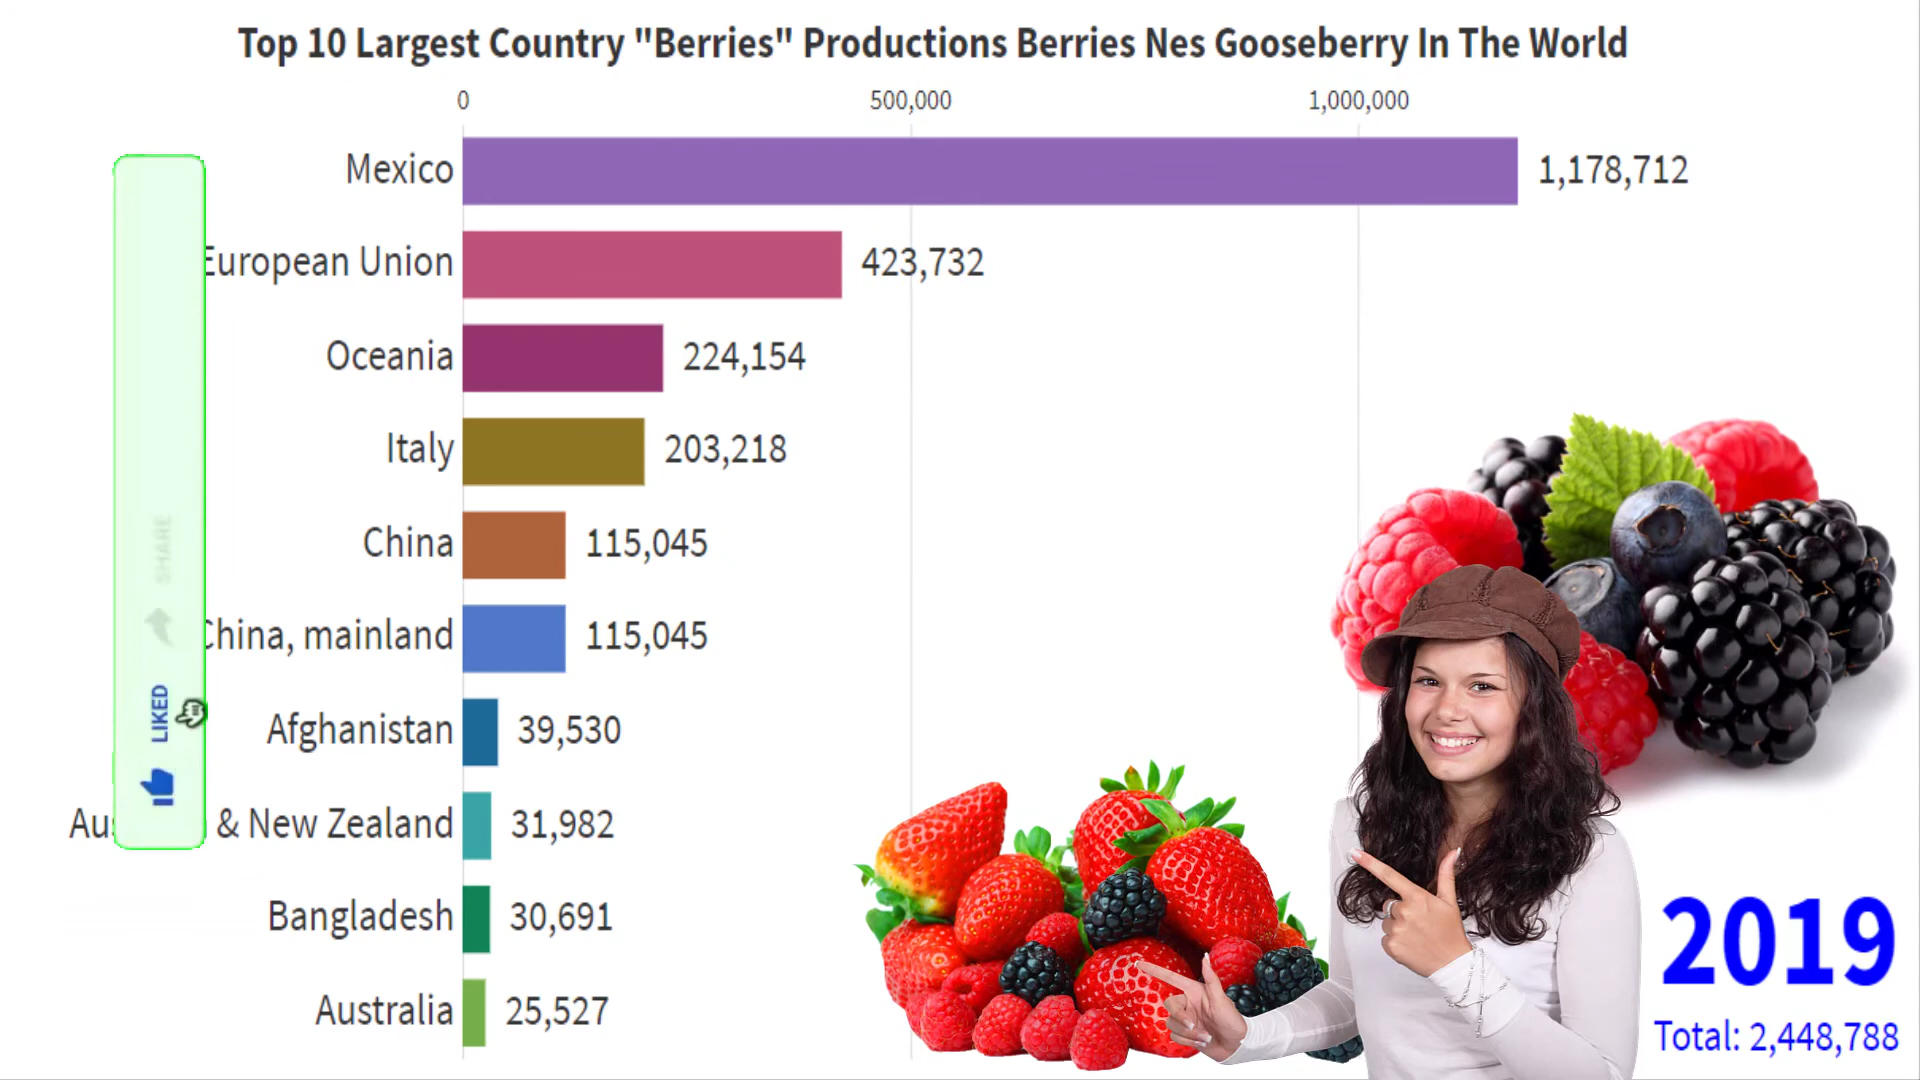 Top 10 Largest Country "Berries" Productions Berries Nes Gooseberry In The World
0 500,000 1,000,000
Mexico 1,178,712
European Union 423,732
Oceania 224,154
Italy 203,218
China 115,045
China, mainland 115,045
Afghanistan 39,530
& New Zealand 31,982
Bangladesh 30,691
Australia 25,527
SHARE
LIKED
2019
Total: 2,448,788